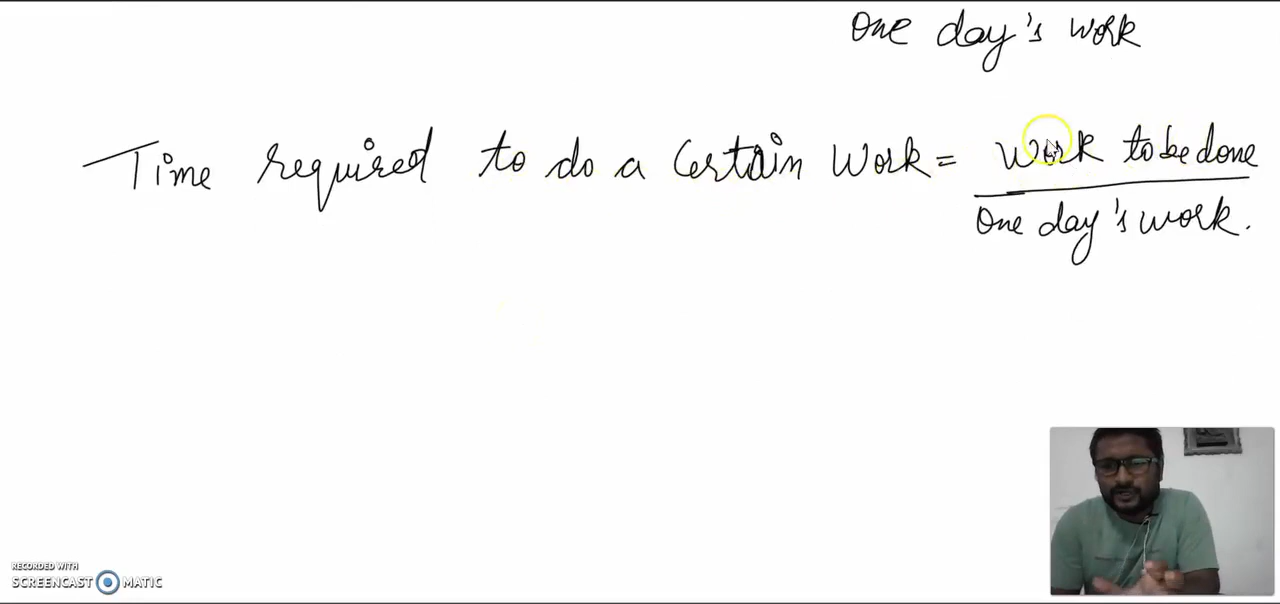 One day's work
Time required to do a Certain Work = Work to be done
One day's work.
RECORDED WITH
SCREENCAST MATIC